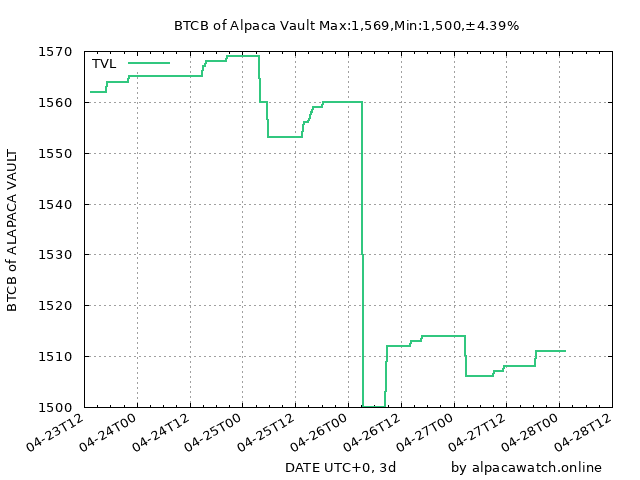 BTCB of Alpaca Vault Max:1,569,Min:1,500,±4.39%
TVL
BTCB of ALAPACA VAULT
1570
1560
1550
1540
1530
1520
1510
1500
04-23T12
04-24T00
04-24T12
04-25T00
04-25T12
04-26T00
04-26T12
04-27T00
04-27T12
04-28T00
04-28T12
DATE UTC+0, 3d
by alpacawatch.online